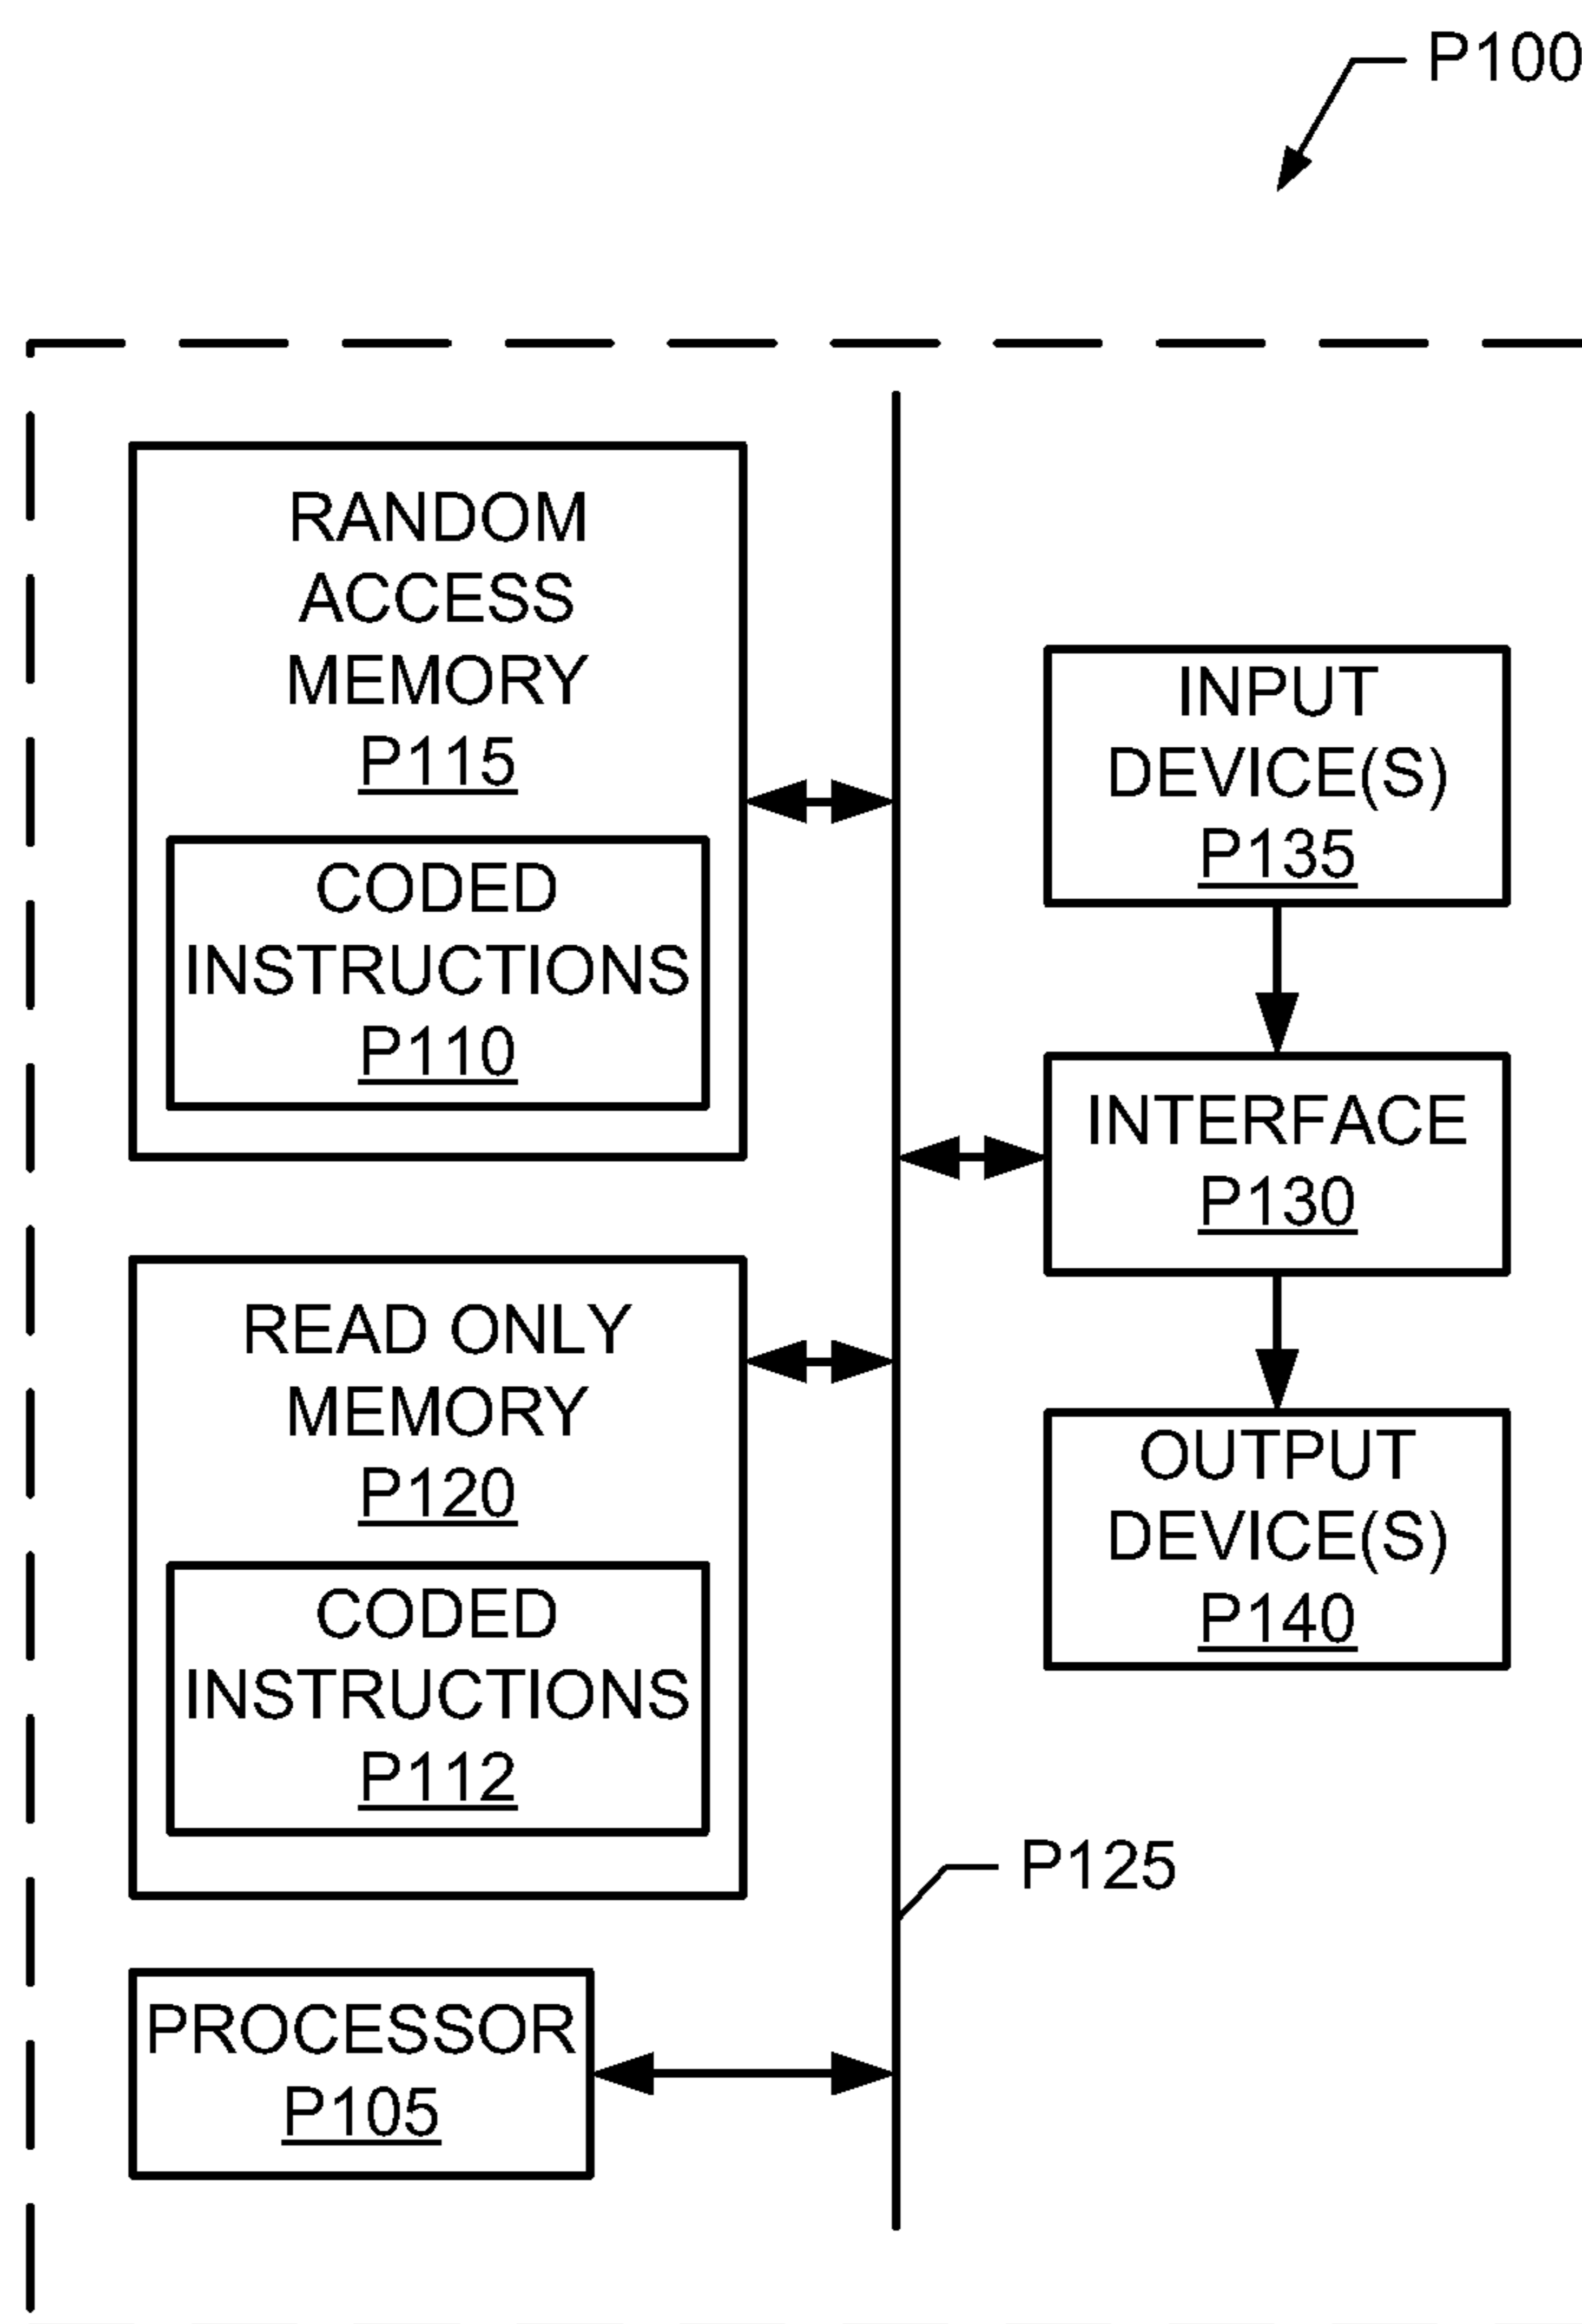 P100
RANDOM
ACCESS
MEMORY
P115
CODED
INSTRUCTIONS
P110
READ ONLY
MEMORY
P120
CODED
INSTRUCTIONS
P112
PROCESSOR
P105
INPUT
DEVICE(S)
P135
INTERFACE
P130
OUTPUT
DEVICE(S)
P140
P125